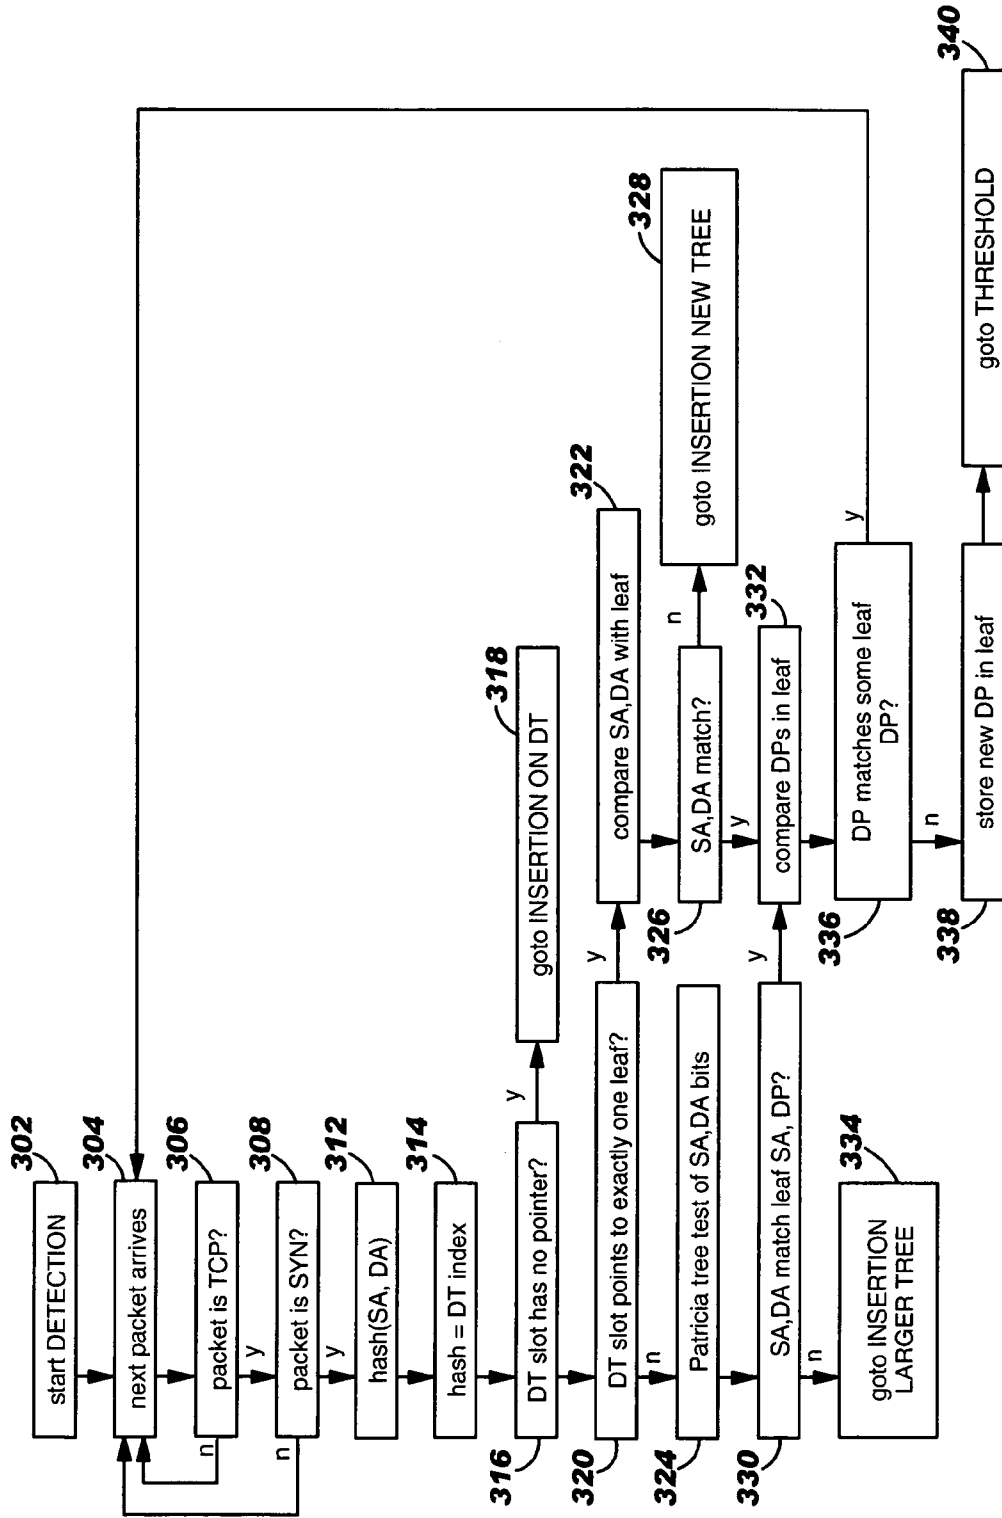 302
start DETECTION
304
next packet arrives
306
packet is TCP?
n
y
308
packet is SYN?
n
y
312
hash(SA, DA)
314
hash = DT index
316
DT slot has no pointer?
y
318
goto INSERTION ON DT
320
DT slot points to exactly one leaf?
y
n
322
compare SA,DA with leaf
324
Patricia tree test of SA,DA bits
326
SA,DA match?
n
y
328
goto INSERTION NEW TREE
330
SA,DA match leaf SA, DP?
y
n
332
compare DPs in leaf
334
goto INSERTION
LARGER TREE
336
DP matches some leaf
DP?
y
n
338
store new DP in leaf
340
goto THRESHOLD